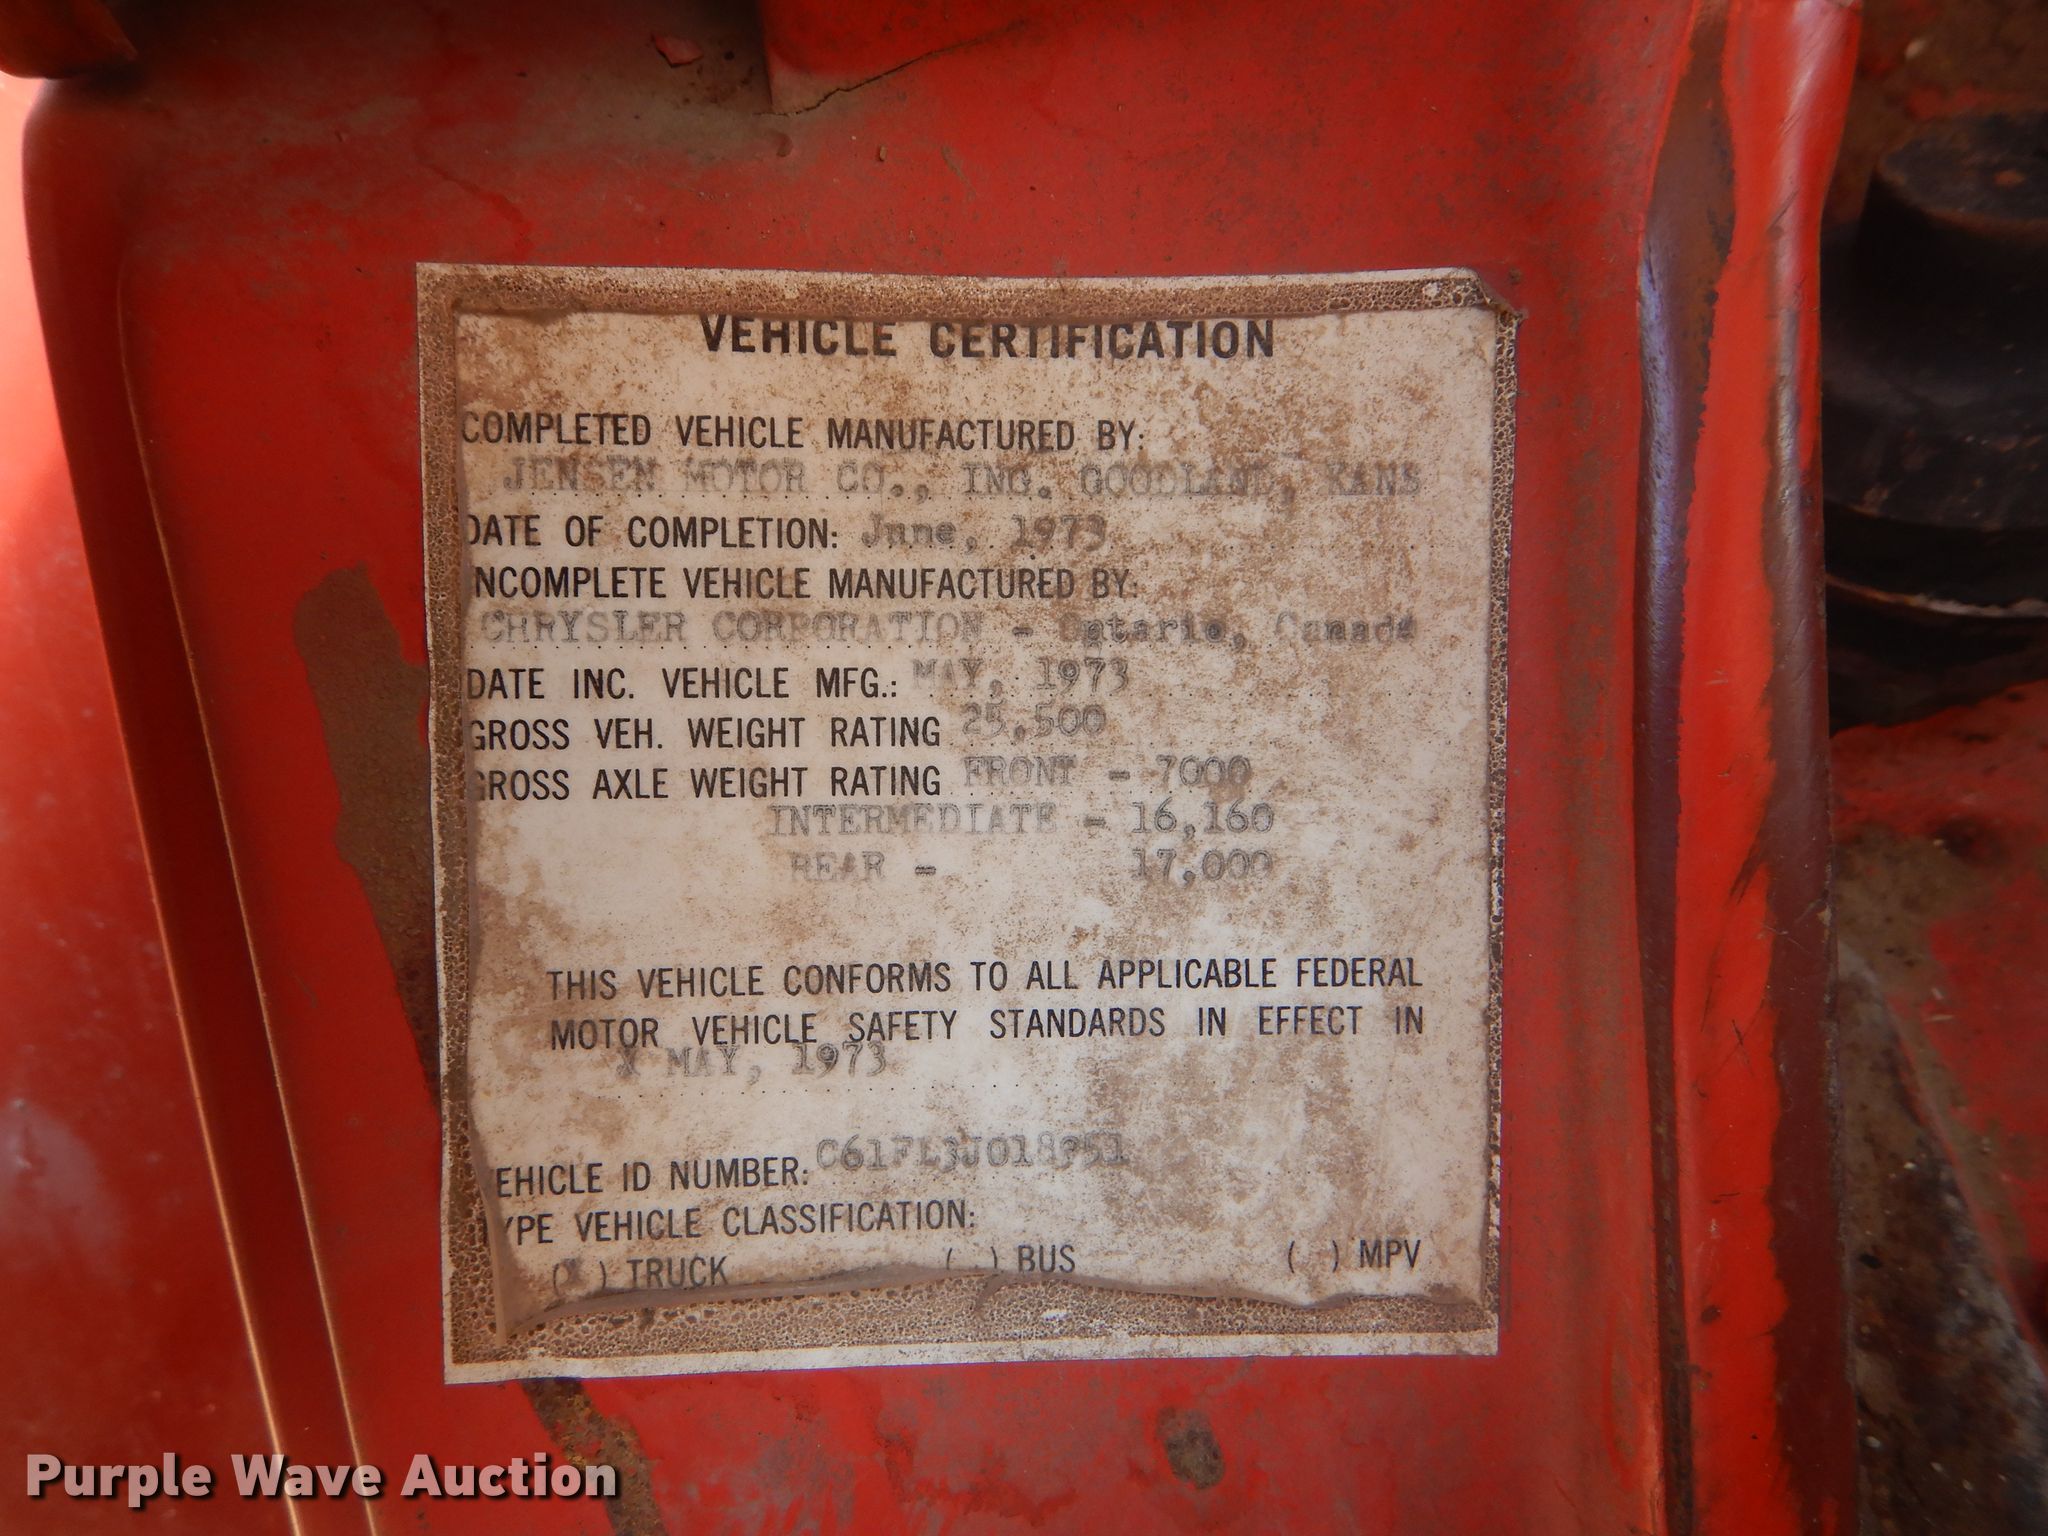 VEHICLE CERTIFICATION
COMPLETED VEHICLE MANUFACTURED BY:
JENSEN MOTOR CO., ING. GOODLAND, KANS
DATE OF COMPLETION: June, 1973
INCOMPLETE VEHICLE MANUFACTURED BY:
CHRYSLER CORPORATION - Ontario, Canada
DATE INC. VEHICLE MFG.: MAY, 1973
GROSS VEH. WEIGHT RATING 25,500
GROSS AXLE WEIGHT RATING FRONT - 7000
INTERMEDIATE - 16,160
REAR - 17,000
THIS VEHICLE CONFORMS TO ALL APPLICABLE FEDERAL
MOTOR VEHICLE SAFETY STANDARDS IN EFFECT IN
X MAY, 1973
VEHICLE ID NUMBER:
TYPE VEHICLE CLASSIFICATION:
(X) TRUCK ( ) BUS ( ) MPV
Purple Wave Auction